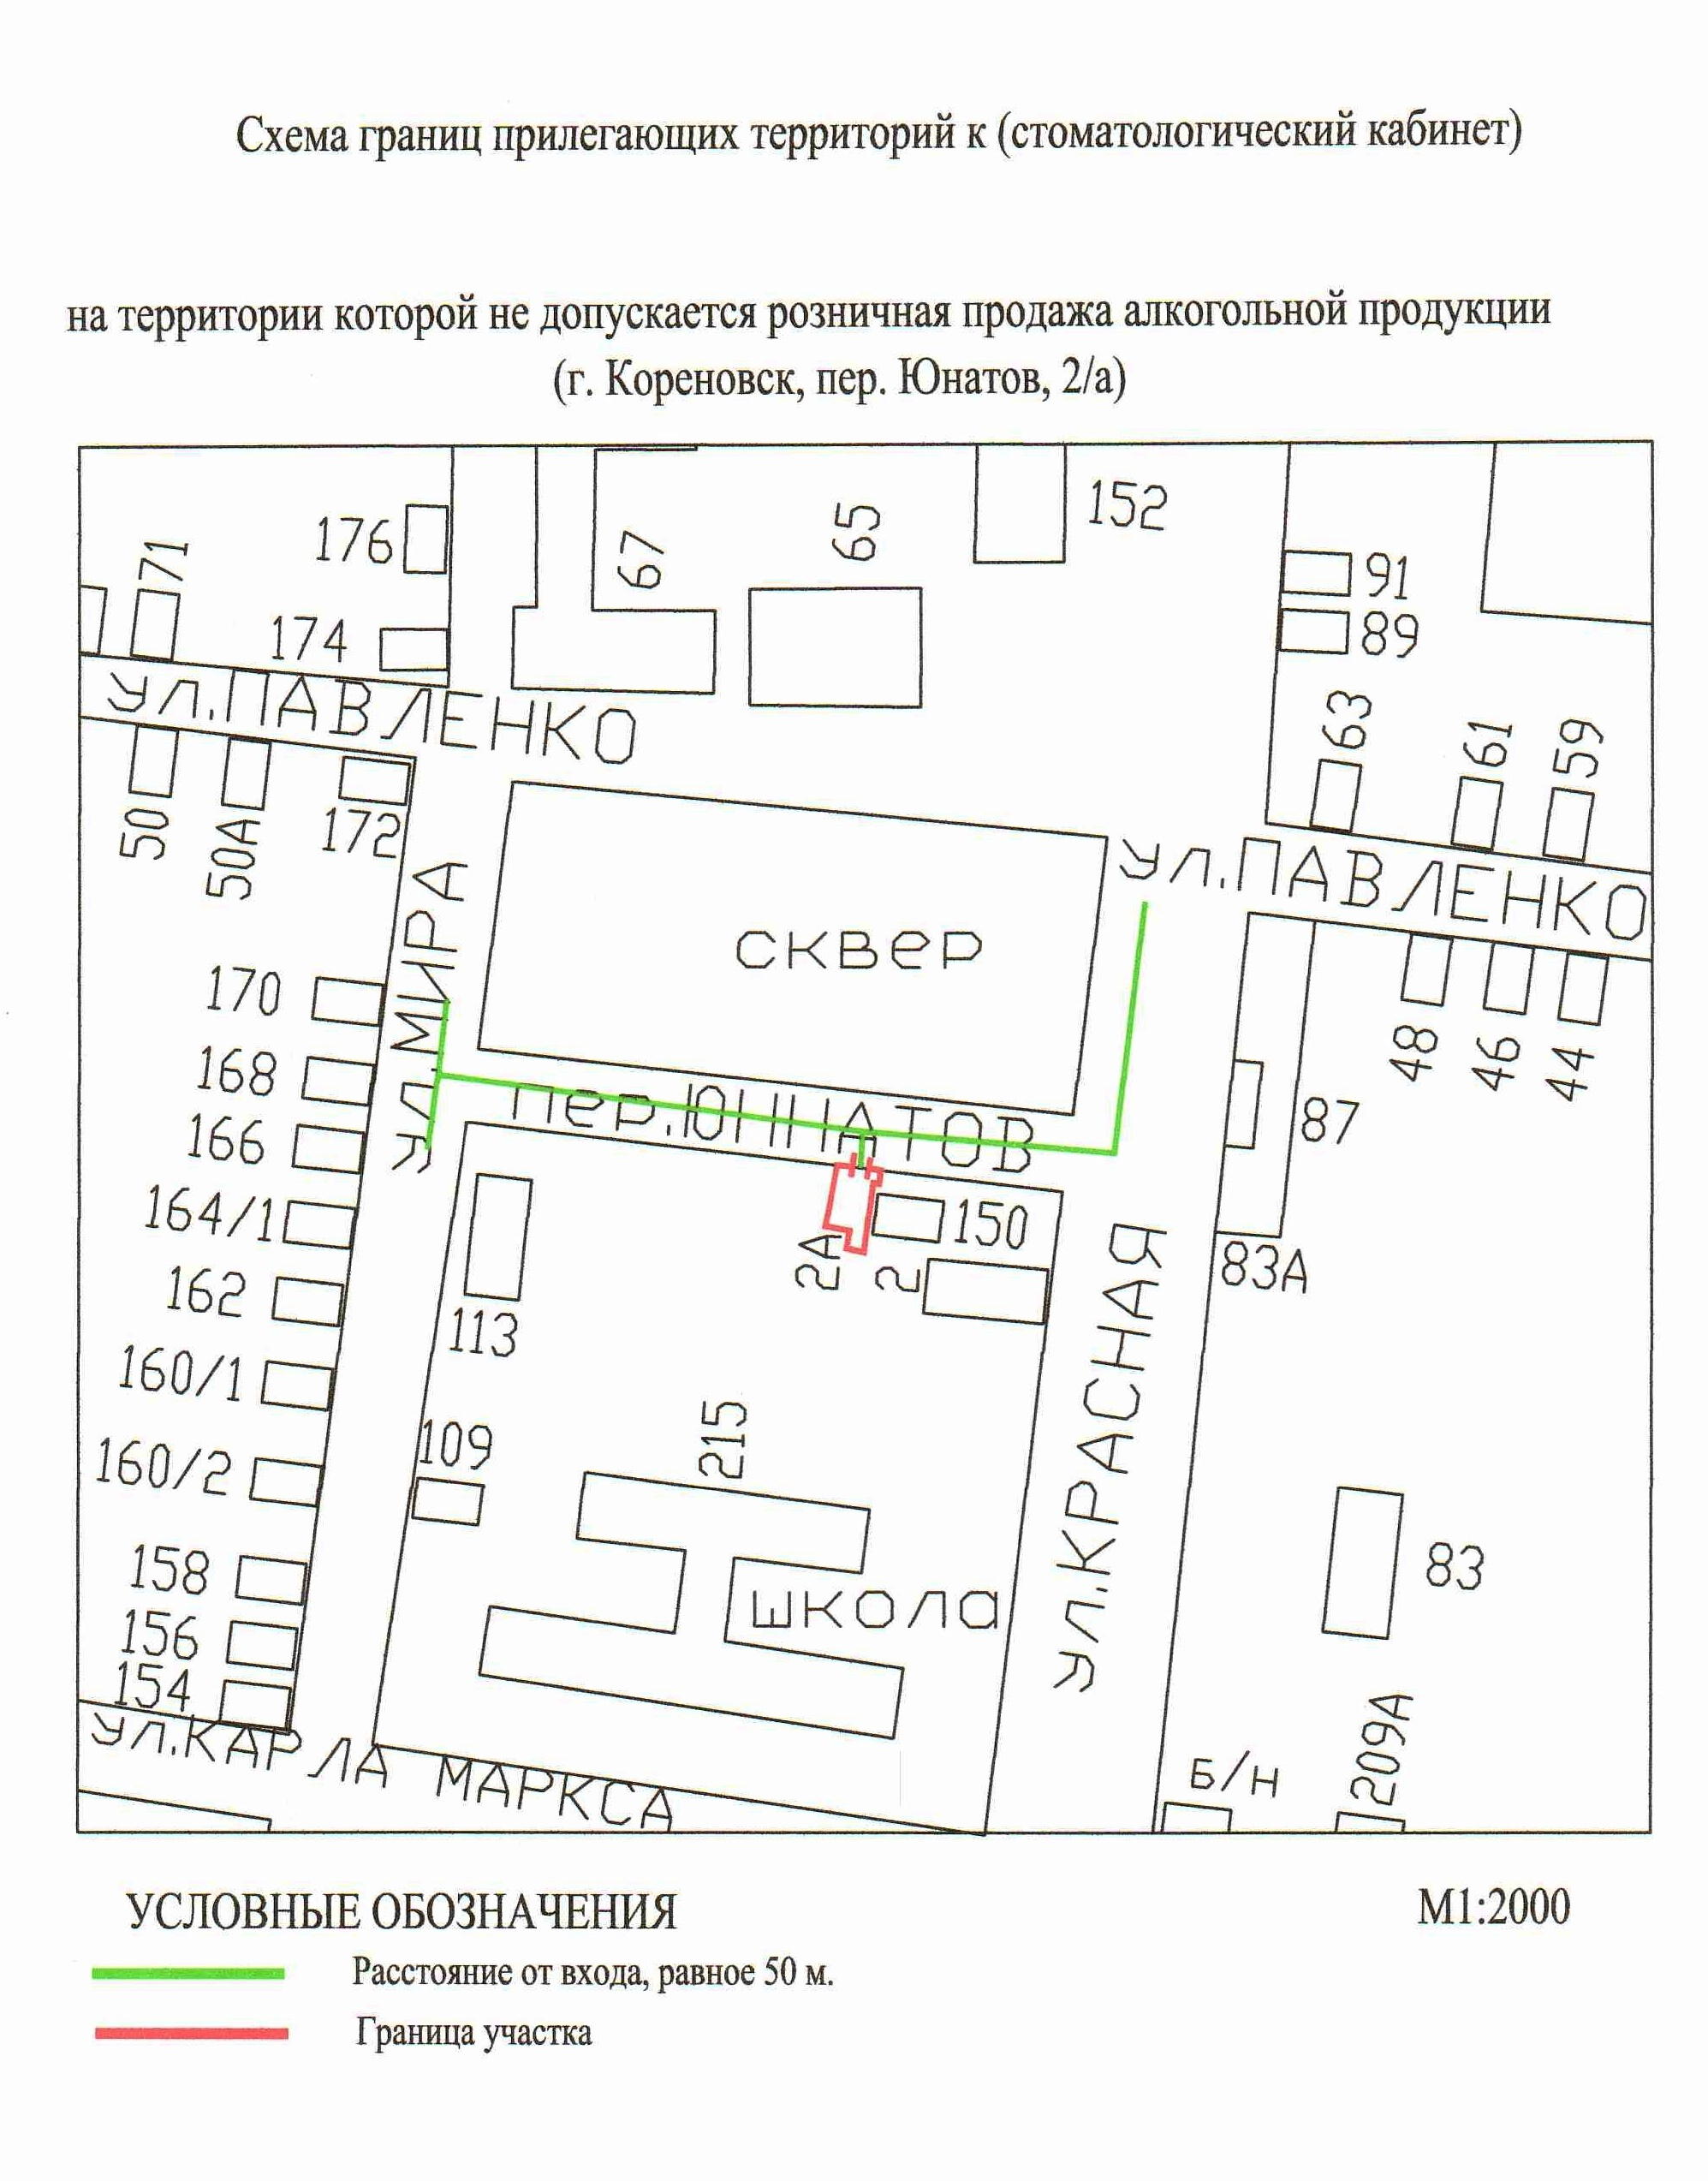 Схема границ прилегающих территорий к (стоматологический кабинет)
на территории которой не допускается розничная продажа алкогольной продукции
(г. Кореновск, пер. Юнатов, 2/а)
152
176
71
67
65
91
89
174
ул.ПАВЛЕНКО
63
61
59
50
50А
172
ул.ПАВЛЕНКО
сквер
ул.МИРА
170
168
48
46
44
пер.ЮННАТОВ
87
166
164/1
150
2А
2
83А
162
113
160/1
ул.КРАСНАЯ
109
215
160/2
158
школа
83
156
154
ул.КАРЛА МАРКСА
Б/Н
209А
УСЛОВНЫЕ ОБОЗНАЧЕНИЯ
М1:2000
Расстояние от входа, равное 50 м.
Граница участка